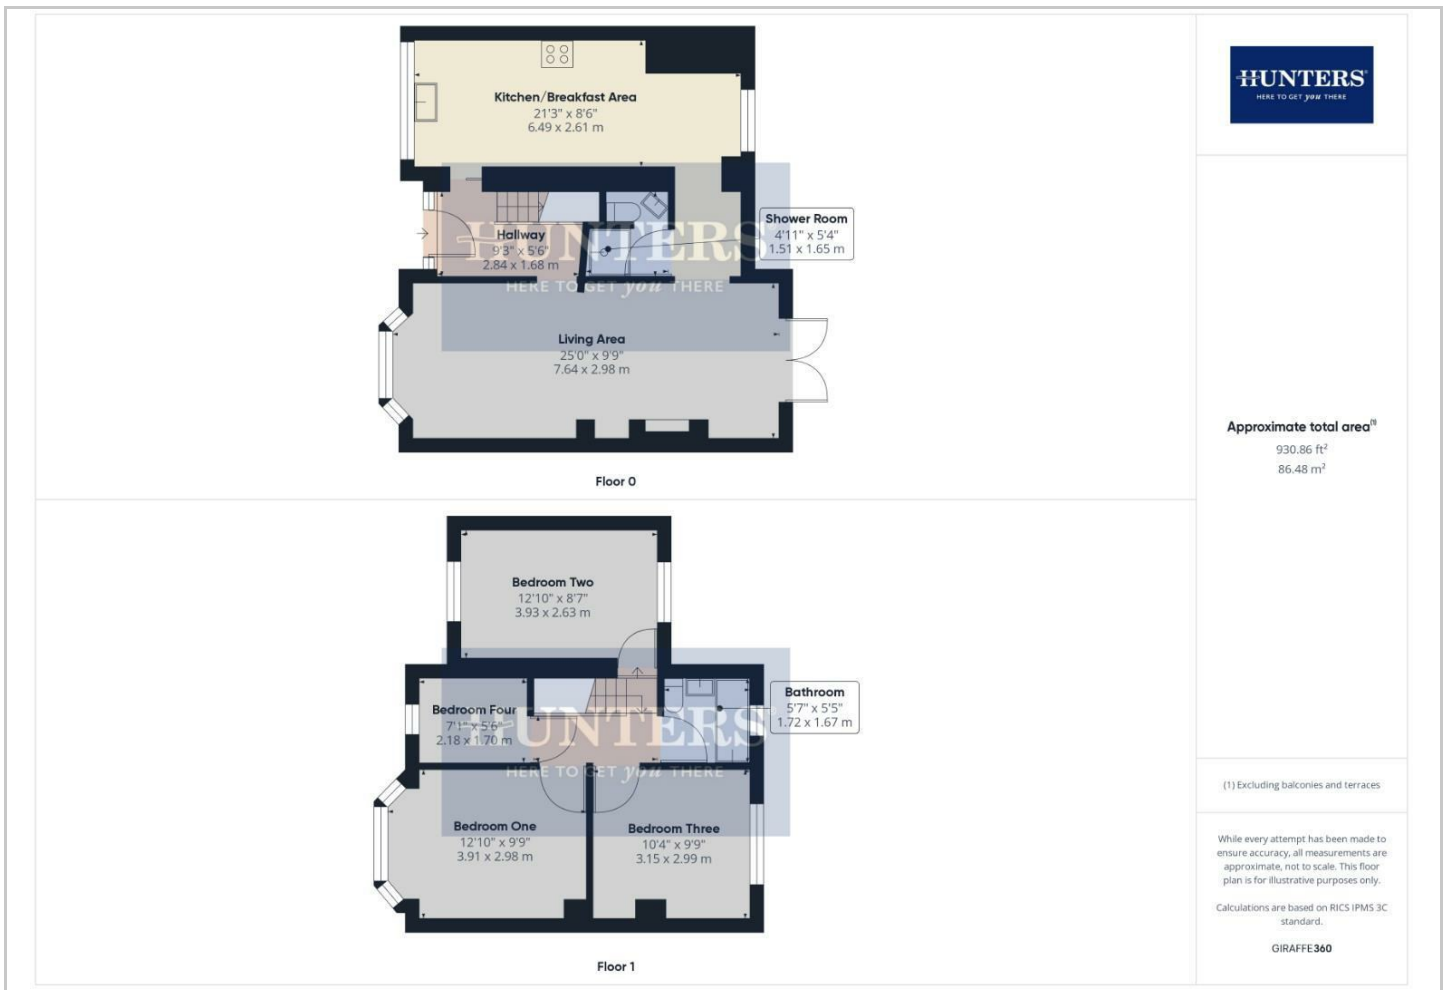 Kitchen/Breakfast Area
21'3" x 8'6"
6.49 x 2.61 m
Hallway
9'3" x 5'6"
2.84 x 1.68 m
Shower Room
4'11" x 5'4"
1.51 x 1.65 m
HUNTERS
HERE TO GET you THERE
Living Area
25'0" x 9'9"
7.64 x 2.98 m
Floor 0
Bedroom Two
12'10" x 8'7"
3.93 x 2.63 m
Bedroom Four
7'1" x 5'6"
2.18 x 1.70 m
Bathroom
5'7" x 5'5"
1.72 x 1.67 m
HUNTERS
HERE TO GET you THERE
Bedroom One
12'10" x 9'9"
3.91 x 2.98 m
Bedroom Three
10'4" x 9'9"
3.15 x 2.99 m
Floor 1
HUNTERS
HERE TO GET you THERE
Approximate total area(1)
930.86 ft²
86.48 m²
(1) Excluding balconies and terraces
While every attempt has been made to
ensure accuracy, all measurements are
approximate, not to scale. This floor
plan is for illustrative purposes only.
Calculations are based on RICS IPMS 3C
standard.
GIRAFFE360